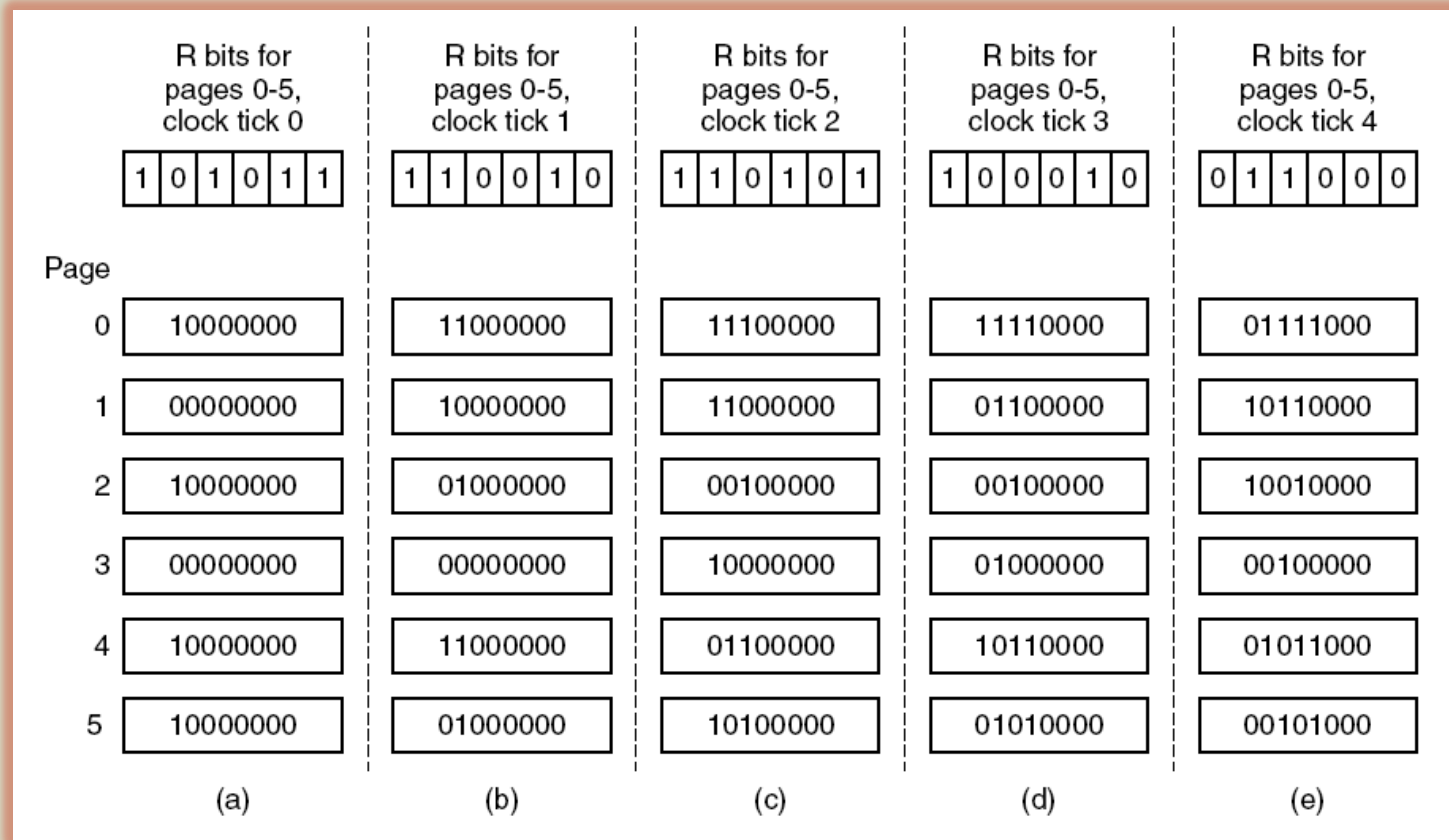 R bits for pages 0-5, clock tick 0
R bits for pages 0-5, clock tick 1
R bits for pages 0-5, clock tick 2
R bits for pages 0-5, clock tick 3
R bits for pages 0-5, clock tick 4
1 0 1 0 1 1
1 1 0 0 1 0
1 1 0 1 0 1
1 0 0 0 1 0
0 1 1 0 0 0
Page
0 10000000 11000000 11100000 11110000 01111000
1 00000000 10000000 11000000 01100000 10110000
2 10000000 01000000 00100000 00100000 10010000
3 00000000 00000000 10000000 01000000 00100000
4 10000000 11000000 01100000 10110000 01011000
5 10000000 01000000 10100000 01010000 00101000
(a) (b) (c) (d) (e)